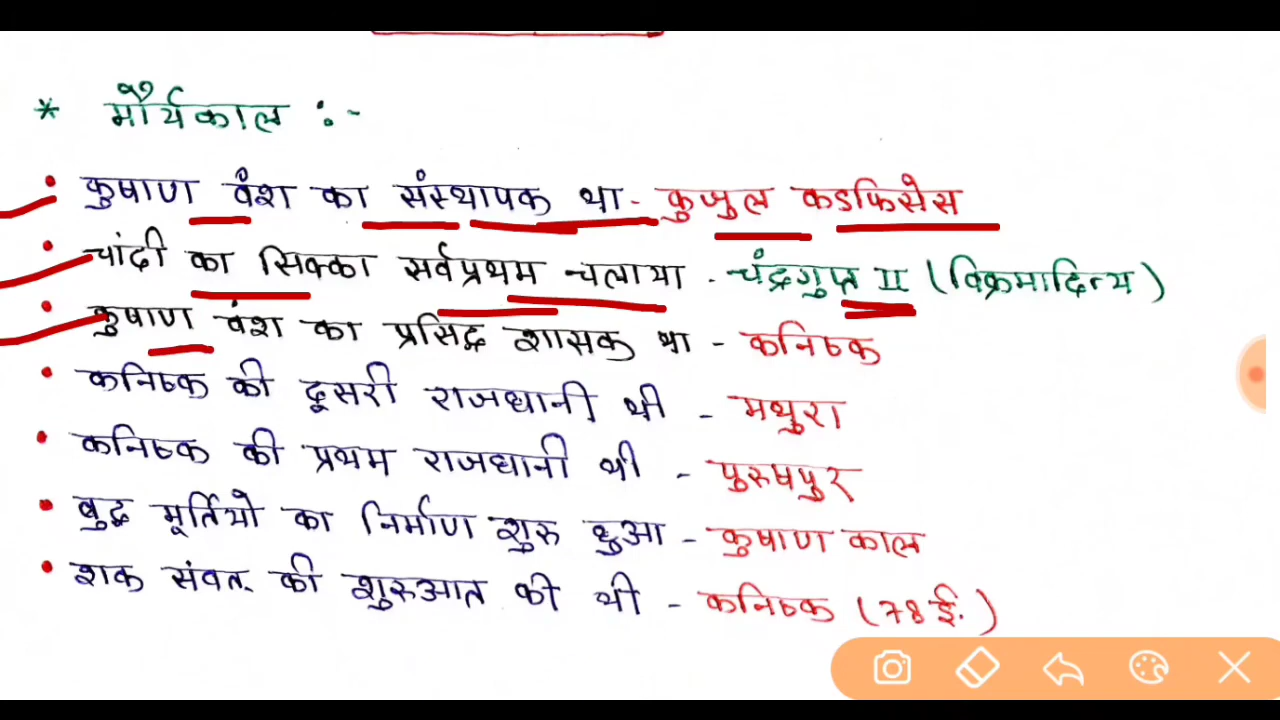 * मौर्यकाल :-
• कुषाण वंश का संस्थापक था - कुजुल कडफिसेस
• चांदी का सिक्का सर्वप्रथम चलाया - चंद्रगुप्त II (विक्रमादित्य)
• कुषाण वंश का प्रसिद्ध शासक था - कनिष्क
• कनिष्क की दूसरी राजधानी थी - मथुरा
• कनिष्क की प्रथम राजधानी थी - पुरुषपुर
• बुद्ध मूर्तियो का निर्माण शुरु हुआ - कुषाण काल
• शक संवत् की शुरुआत की थी - कनिष्क (78 ई.)